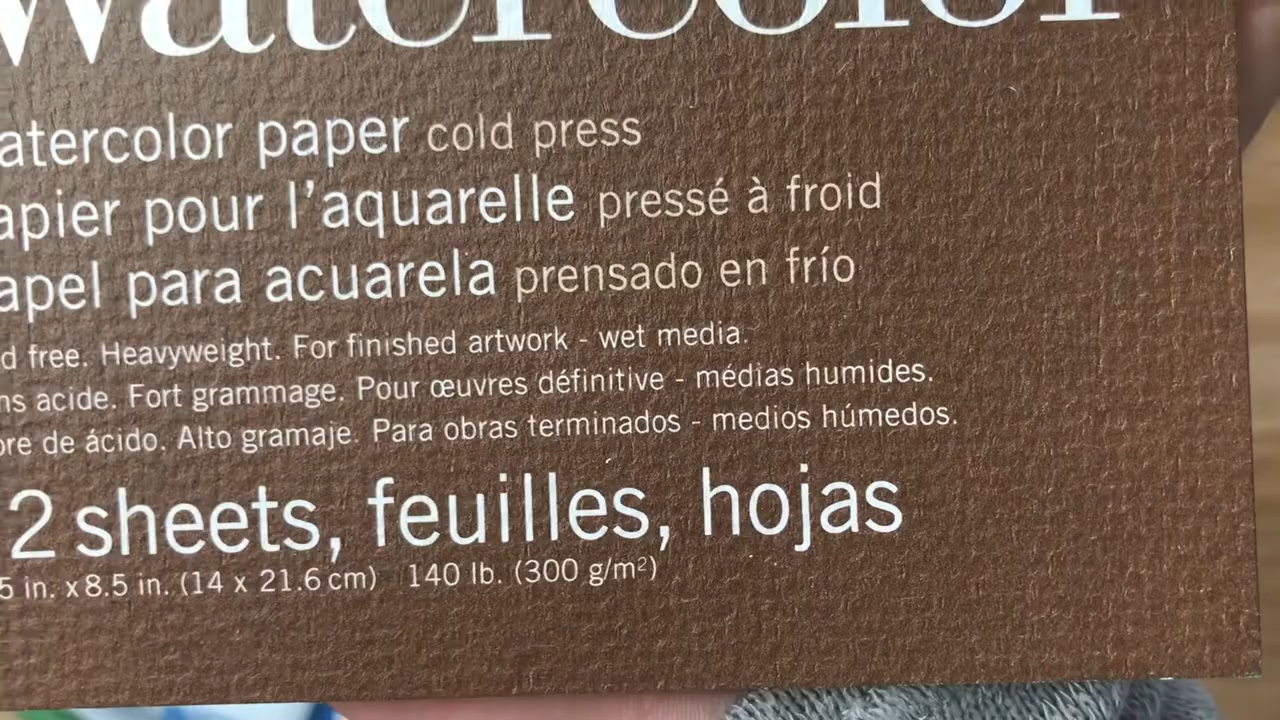 watercolor
atercolor paper cold press
apier pour l'aquarelle pressé à froid
apel para acuarela prensado en frío
d free. Heavyweight. For finished artwork - wet media.
ns acide. Fort grammage. Pour œuvres définitive - médias humides.
bre de ácido. Alto gramaje. Para obras terminados - medios húmedos.
2 sheets, feuilles, hojas
5 in. x 8.5 in. (14 x 21.6 cm) 140 lb. (300 g/m²)